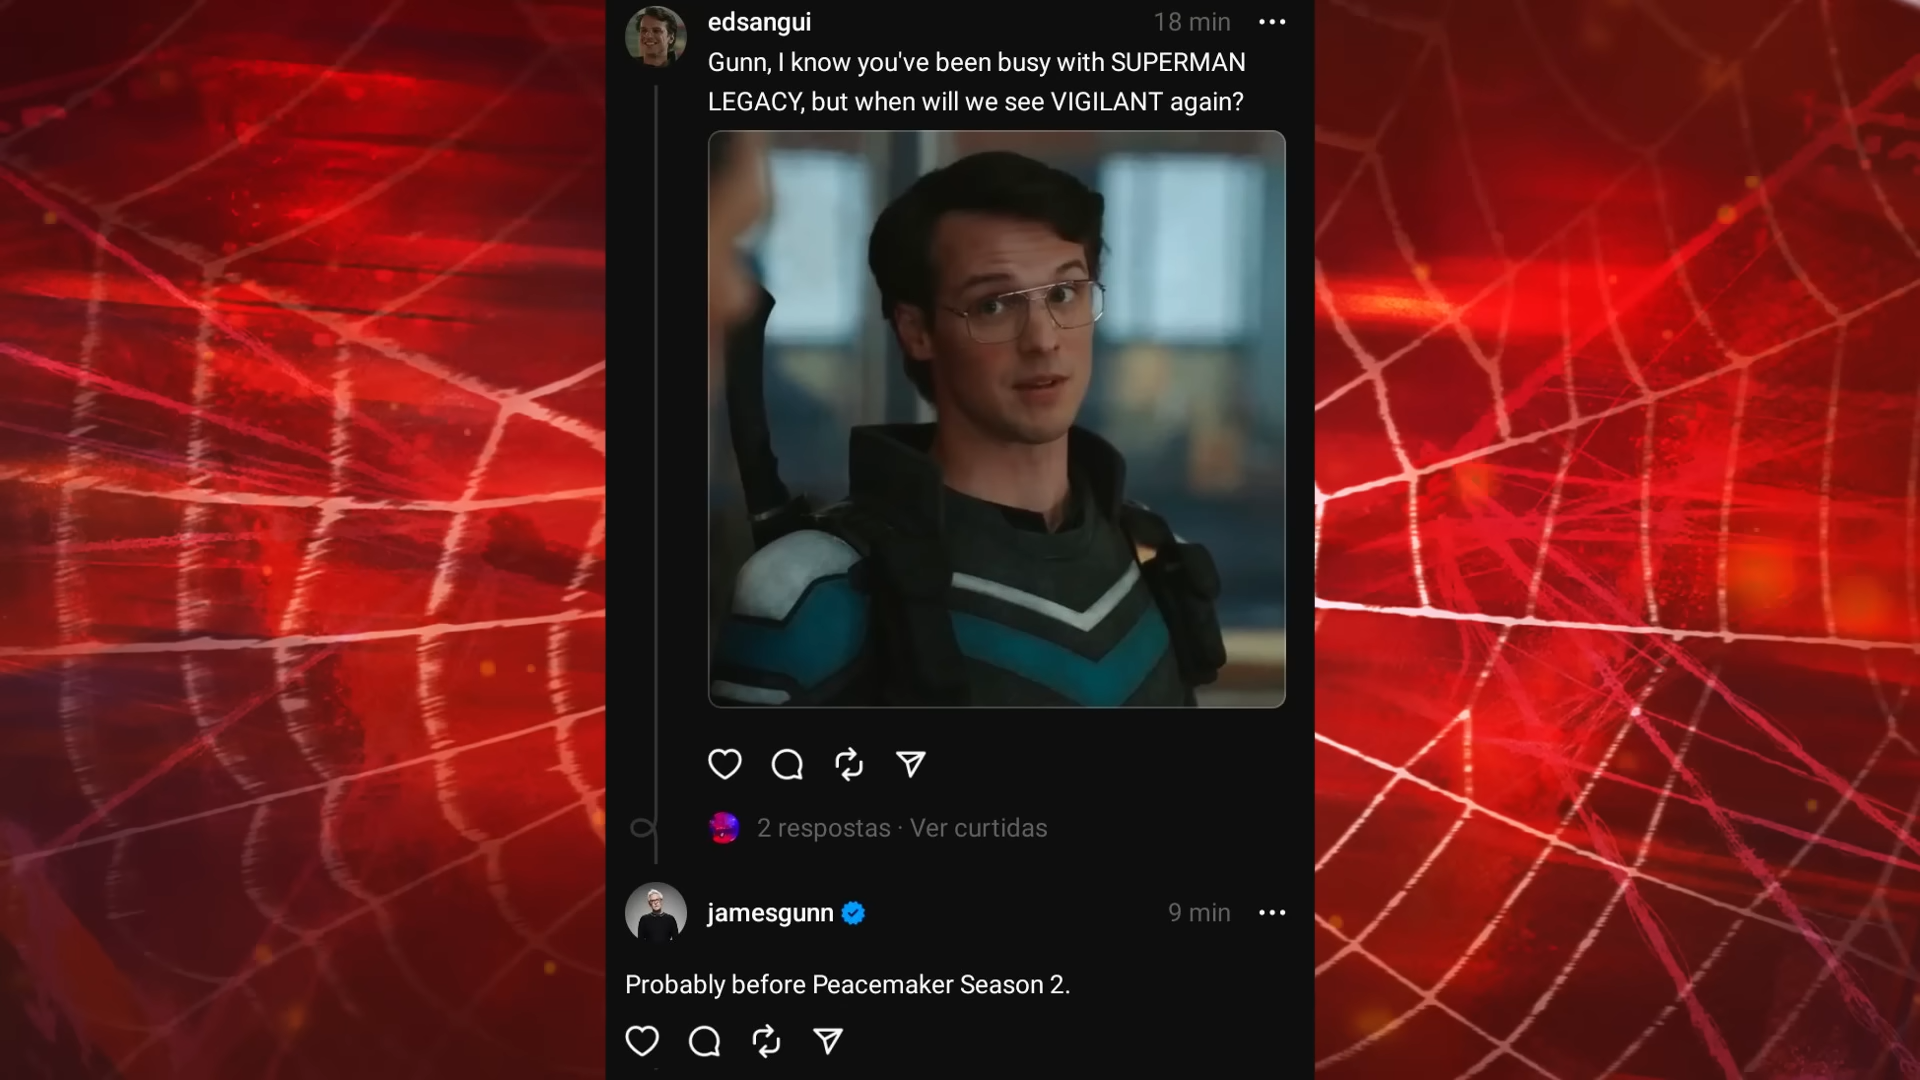 edsangui 18 min
Gunn, I know you've been busy with SUPERMAN
LEGACY, but when will we see VIGILANT again?
2 respostas · Ver curtidas
jamesgunn 9 min
Probably before Peacemaker Season 2.